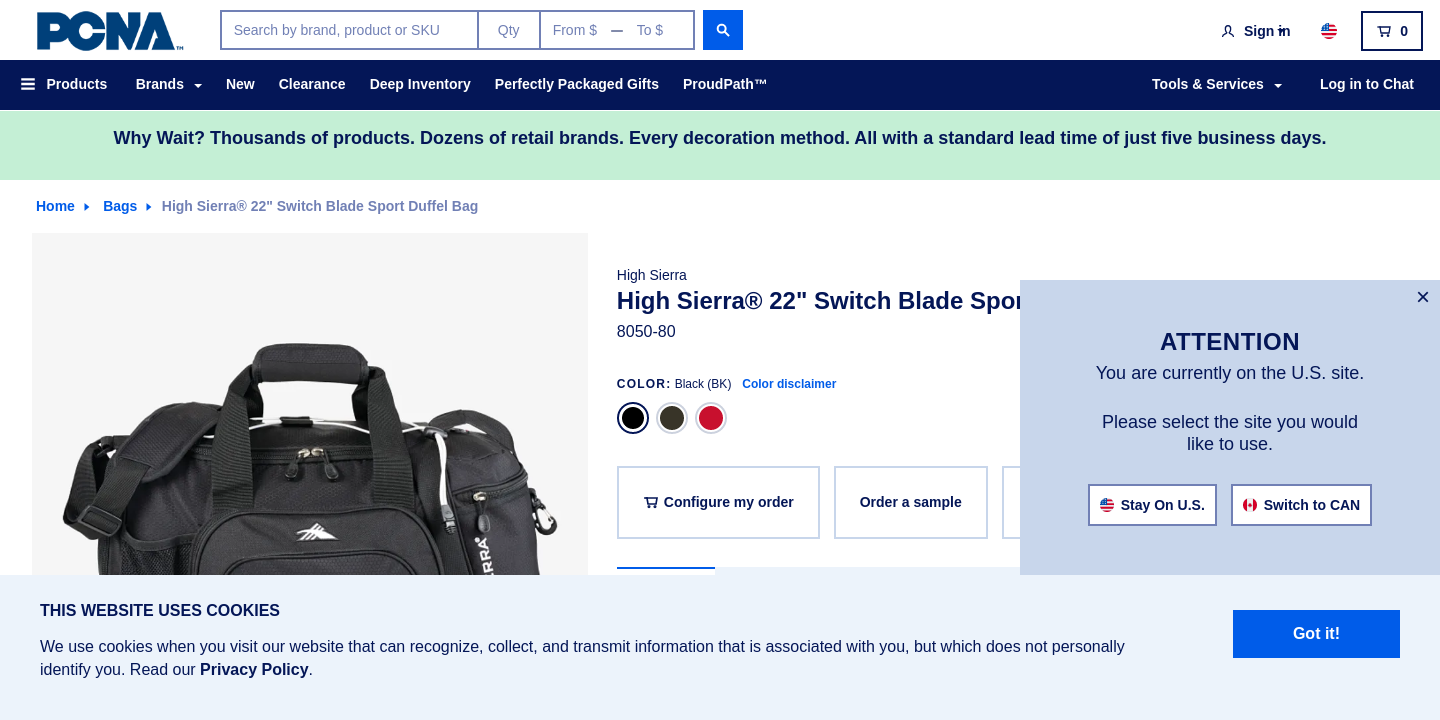 PCNA™
Search by brand, product or SKU
Qty
From $ — To $
Sign in
0
Products
Brands
New
Clearance
Deep Inventory
Perfectly Packaged Gifts
ProudPath™
Tools & Services
Log in to Chat
Why Wait? Thousands of products. Dozens of retail brands. Every decoration method. All with a standard lead time of just five business days.
Home
Bags
High Sierra® 22" Switch Blade Sport Duffel Bag
High Sierra
High Sierra® 22" Switch Blade Spor
8050-80
COLOR: Black (BK) Color disclaimer
Configure my order
Order a sample
ERRA
×
ATTENTION
You are currently on the U.S. site.
Please select the site you would
like to use.
Stay On U.S.
Switch to CAN
THIS WEBSITE USES COOKIES
We use cookies when you visit our website that can recognize, collect, and transmit information that is associated with you, but which does not personally
identify you. Read our Privacy Policy.
Got it!